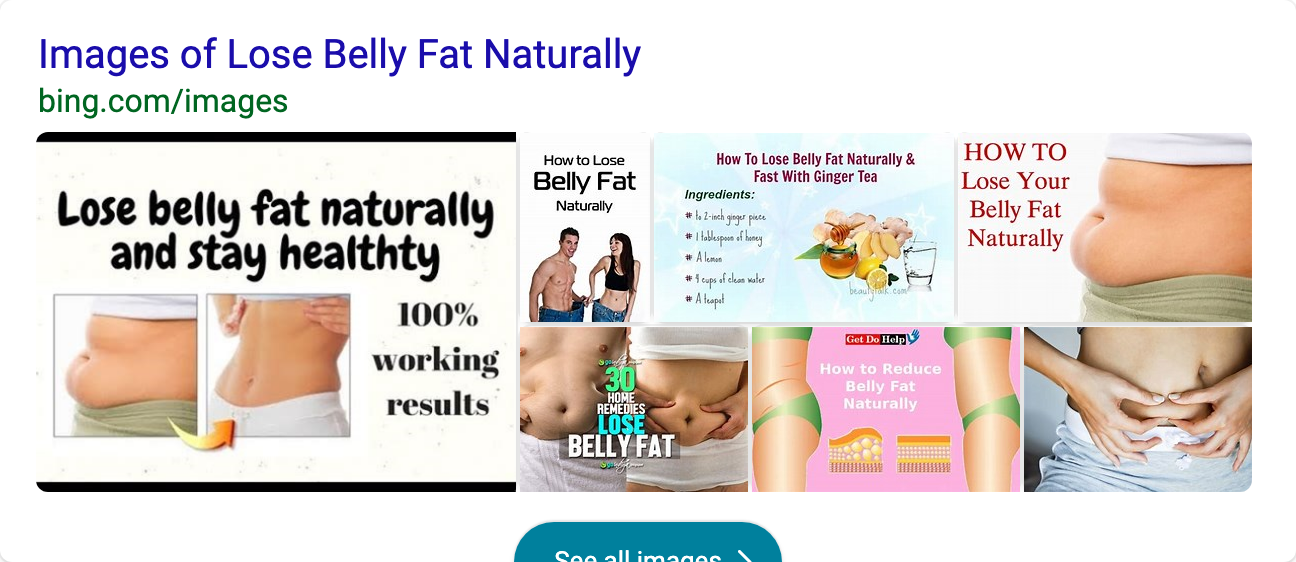 Images of Lose Belly Fat Naturally
bing.com/images
Lose belly fat naturally
and stay healthty
100%
working
results
How to Lose
Belly Fat
Naturally
How To Lose Belly Fat Naturally &
Fast With Ginger Tea
Ingredients:
# to 2-inch ginger piece
# 1 tablespoon of honey
# A lemon
# 4 cups of clean water
# A teapot
HOW TO
Lose Your
Belly Fat
Naturally
30
HOME
REMEDIES
LOSE
BELLY FAT
Get Do Help
How to Reduce
Belly Fat
Naturally
See all images